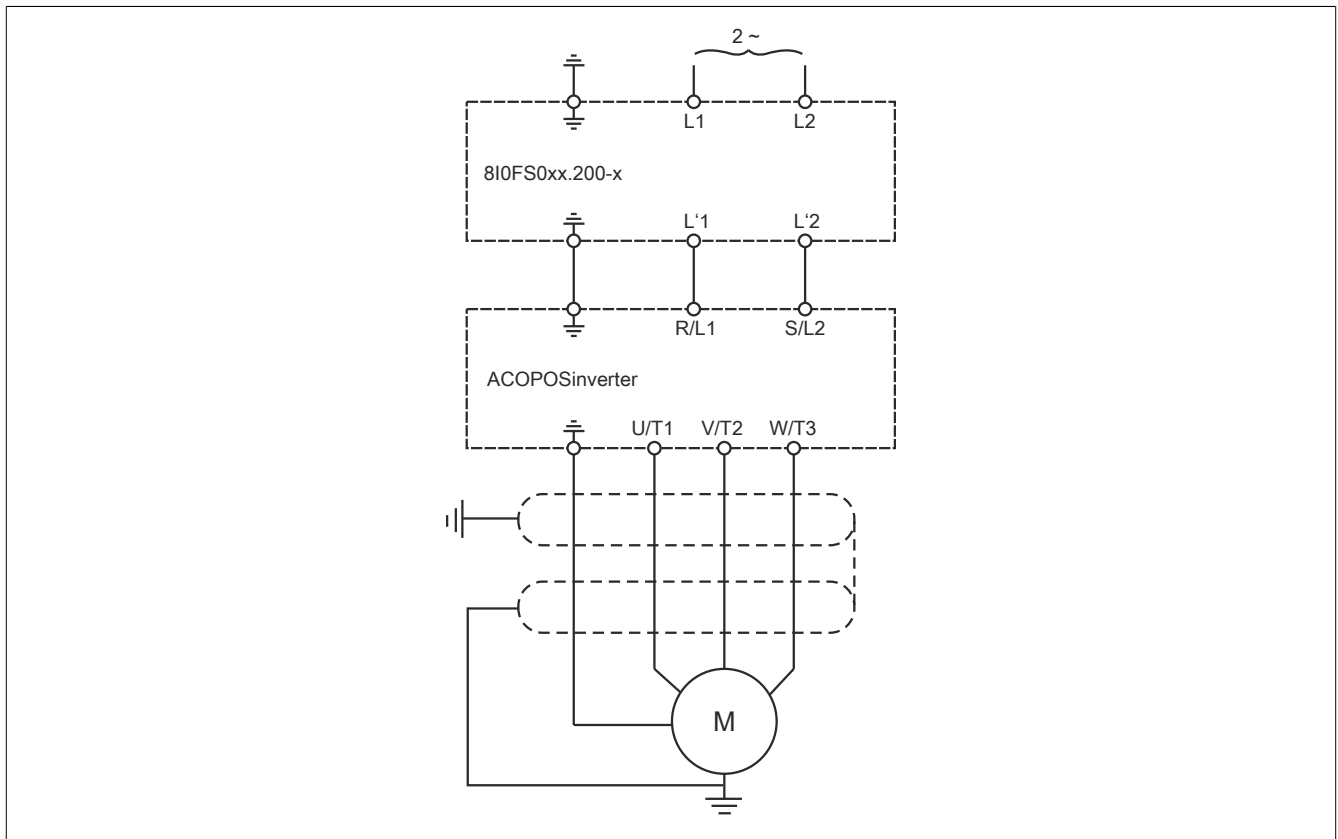 2 ~
L1 L2
8I0FS0xx.200-x
L‘1 L‘2
R/L1 S/L2
ACOPOSinverter
U/T1 V/T2 W/T3
M